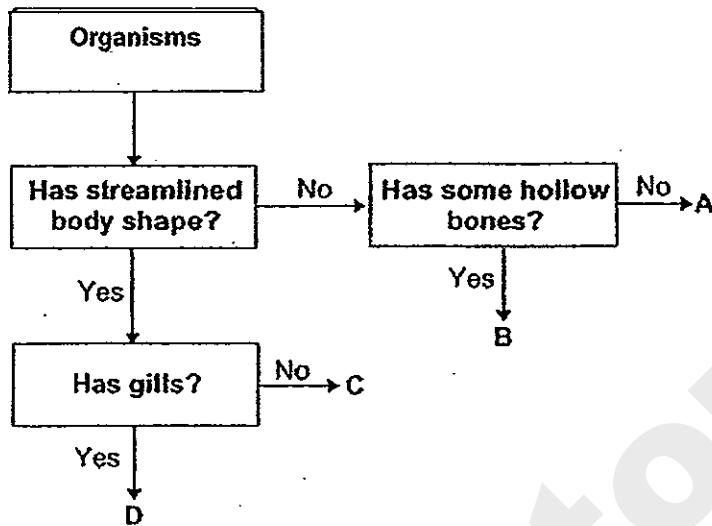 Organisms
Has streamlined
body shape?
No
Has some hollow
bones?
No
A
Yes
B
Yes
Has gills?
No
C
Yes
D